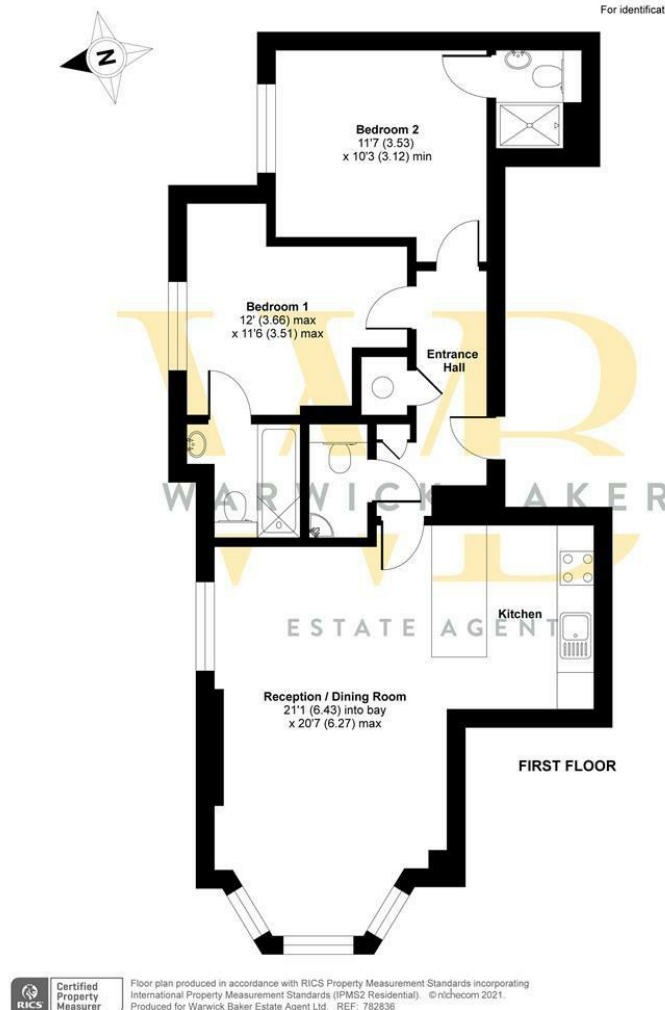 For identificat
N
Bedroom 2
11'7 (3.53)
x 10'3 (3.12) min
Bedroom 1
12' (3.66) max
x 11'6 (3.51) max
Entrance
Hall
WR
WARWICK BAKER
ESTATE AGENT
Kitchen
Reception / Dining Room
21'1 (6.43) into bay
x 20'7 (6.27) max
FIRST FLOOR
RICS
Certified
Property
Measurer
Floor plan produced in accordance with RICS Property Measurement Standards incorporating
International Property Measurement Standards (IPMS2 Residential). © nichecom 2021.
Produced for Warwick Baker Estate Agent Ltd. REF: 782836